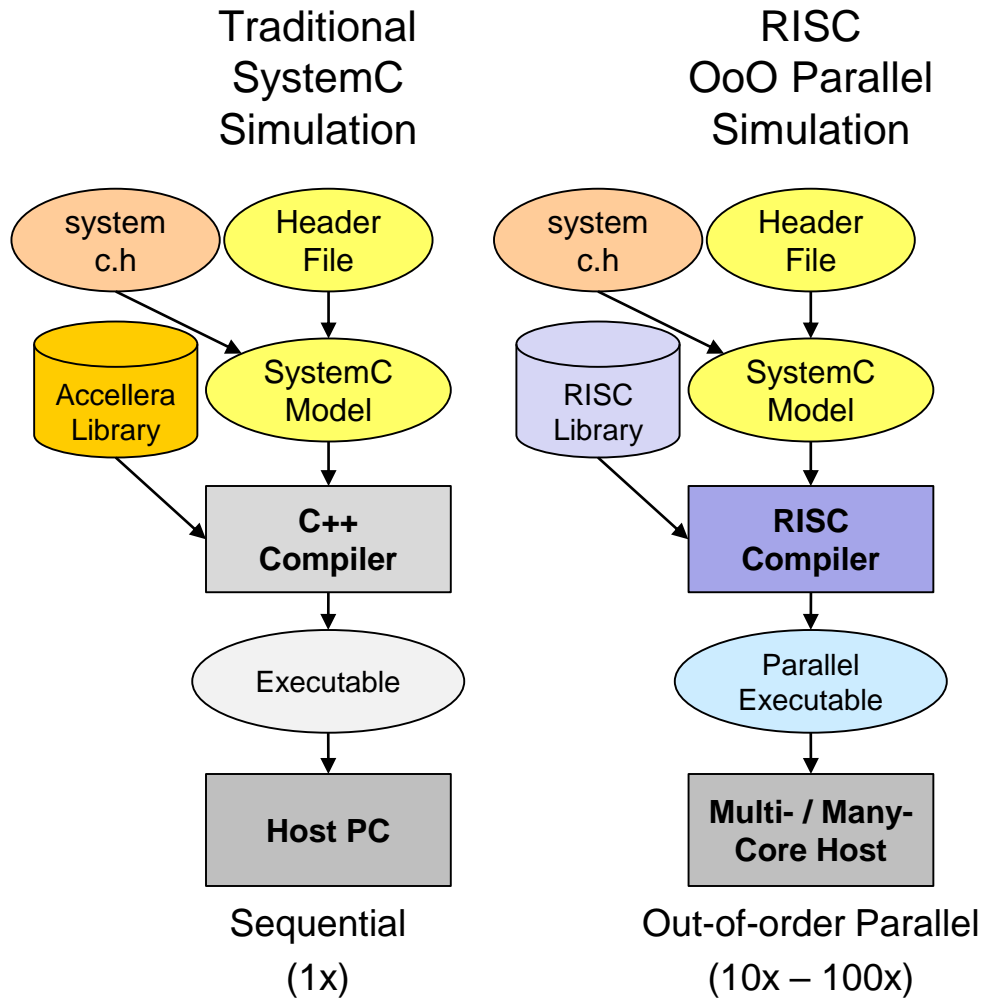 Traditional
SystemC
Simulation
system
c.h
Header
File
Accellera
Library
SystemC
Model
C++
Compiler
Executable
Host PC
Sequential
(1x)
RISC
OoO Parallel
Simulation
system
c.h
Header
File
RISC
Library
SystemC
Model
RISC
Compiler
Parallel
Executable
Multi- / Many-
Core Host
Out-of-order Parallel
(10x – 100x)